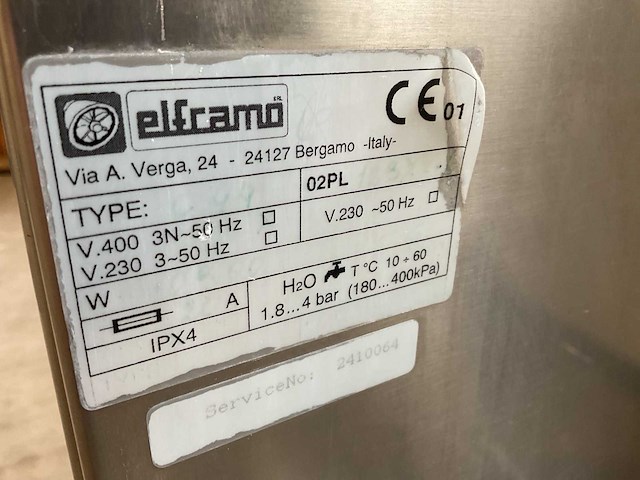 elframo SRL
CE 01
Via A. Verga, 24 - 24127 Bergamo -Italy-
TYPE:
02PL
V.400 3N~50 Hz
V.230 3~50 Hz
V.230 ~50 Hz
W
A
IPX4
H2O T °C 10 ÷ 60
1.8...4 bar (180...400kPa)
ServiceNo: 2410064